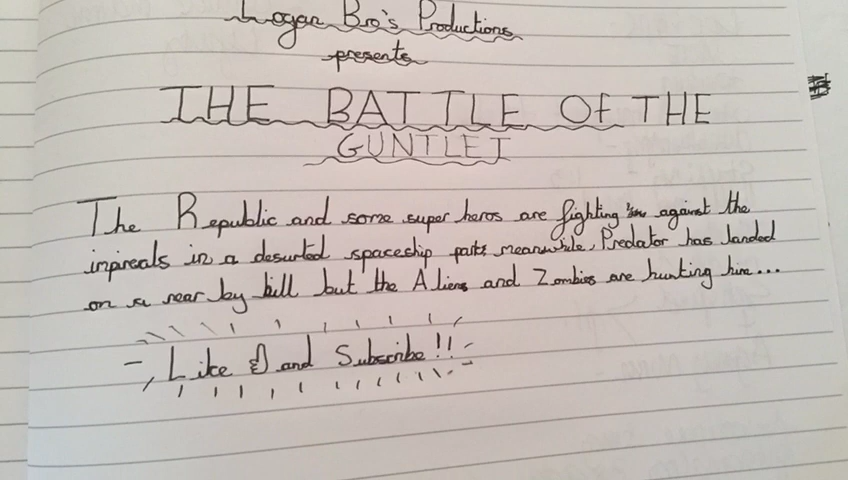 Logan Bro's Productions
presents
THE BATTLE OF THE
GUNTLET
The Republic and some super heros are fighting against the
impireals in a desurted spaceship parts meanwhile, Predator has landed
on a near by hill but the Aliens and Zombies are hunting him...
Like and Subscribe!!